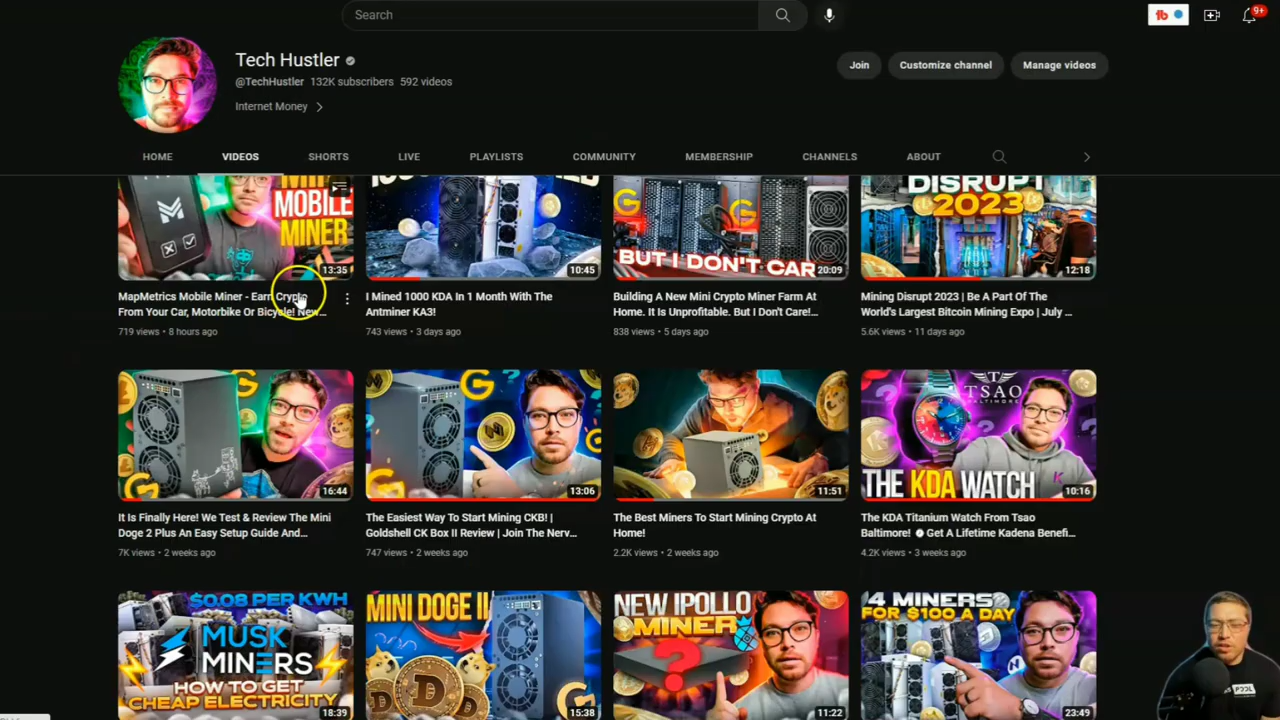 Search
9+
Tech Hustler
@TechHustler 132K subscribers 592 videos
Internet Money
Join
Customize channel
Manage videos
HOME
VIDEOS
SHORTS
LIVE
PLAYLISTS
COMMUNITY
MEMBERSHIP
CHANNELS
ABOUT
MOBILE
MINER
13:35
10:45
BUT I DON'T CAR
20:09
DISRUPT
2023
12:18
MapMetrics Mobile Miner - Earn Crypto
From Your Car, Motorbike Or Bicycle! New...
719 views • 8 hours ago
I Mined 1000 KDA In 1 Month With The
Antminer KA3!
743 views • 3 days ago
Building A New Mini Crypto Miner Farm At
Home. It Is Unprofitable. But I Don't Care!...
838 views • 5 days ago
Mining Disrupt 2023 | Be A Part Of The
World's Largest Bitcoin Mining Expo | July ...
5.6K views • 11 days ago
16:44
13:06
11:51
TSAO
BALTIMORE
THE KDA WATCH
10:16
It Is Finally Here! We Test & Review The Mini
Doge 2 Plus An Easy Setup Guide And...
7K views • 2 weeks ago
The Easiest Way To Start Mining CKB! |
Goldshell CK Box II Review | Join The Nerv...
747 views • 2 weeks ago
The Best Miners To Start Mining Crypto At
Home!
2.2K views • 2 weeks ago
The KDA Titanium Watch From Tsao
Baltimore! Get A Lifetime Kadena Benefi...
4.2K views • 3 weeks ago
$0.08 PER KWH
MUSK
MINERS
HOW TO GET
CHEAP ELECTRICITY
18:39
MINI DOGE II
15:38
NEW IPOLLO
MINER
?
11:22
4 MINERS
FOR $100 A DAY
23:49